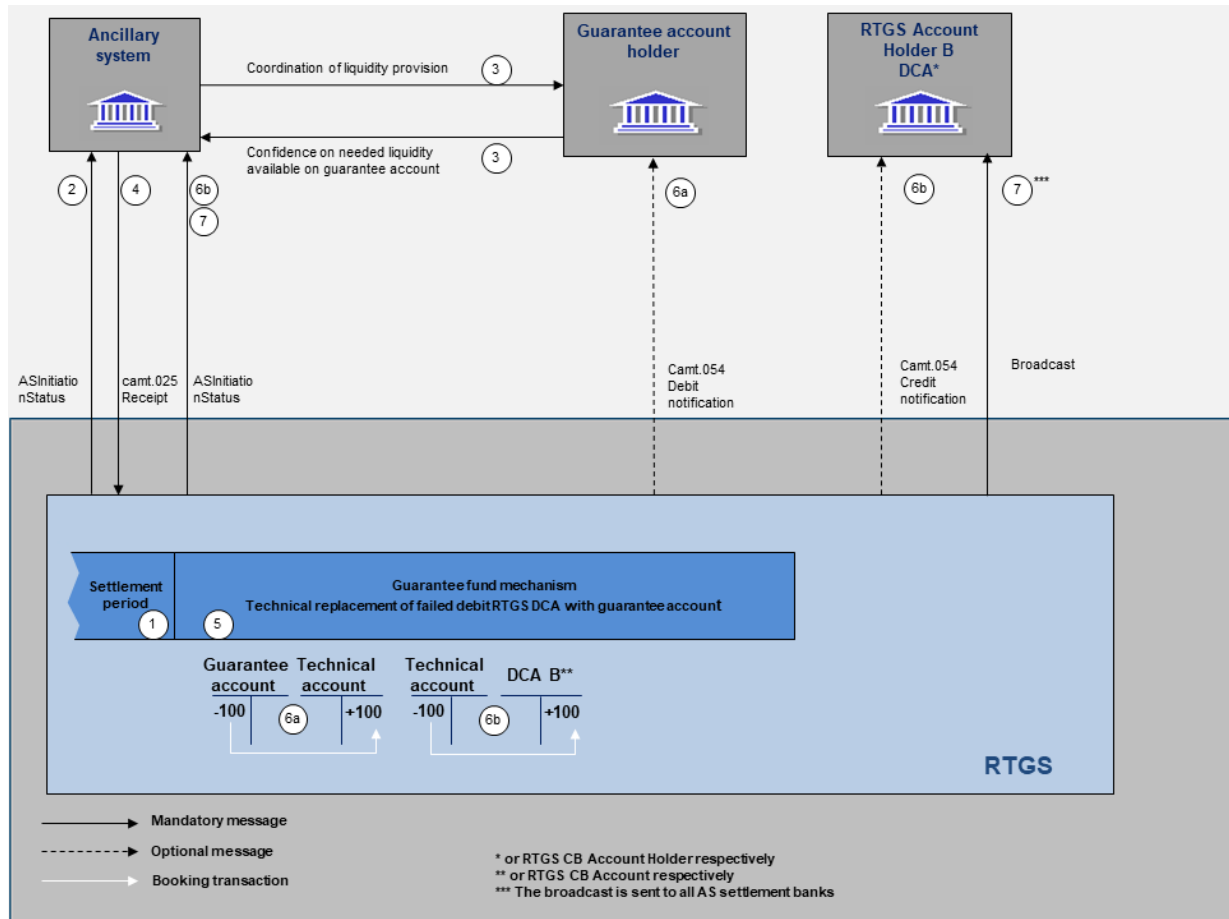 Ancillary
system
Guarantee account
holder
RTGS Account
Holder B
DCA*
Coordination of liquidity provision
3
Confidence on needed liquidity
available on guarantee account
3
2
4
6b
7
6a
6b
7
***
ASInitiatio
nStatus
camt.025
Receipt
ASInitiatio
nStatus
Camt.054
Debit
notification
Camt.054
Credit
notification
Broadcast
Settlement
period
1
Guarantee fund mechanism
Technical replacement of failed debit RTGS DCA with guarantee account
5
Guarantee
account
Technical
account
-100
6a
+100
Technical
account
DCA B**
-100
6b
+100
RTGS
Mandatory message
Optional message
Booking transaction
* or RTGS CB Account Holder respectively
** or RTGS CB Account respectively
*** The broadcast is sent to all AS settlement banks